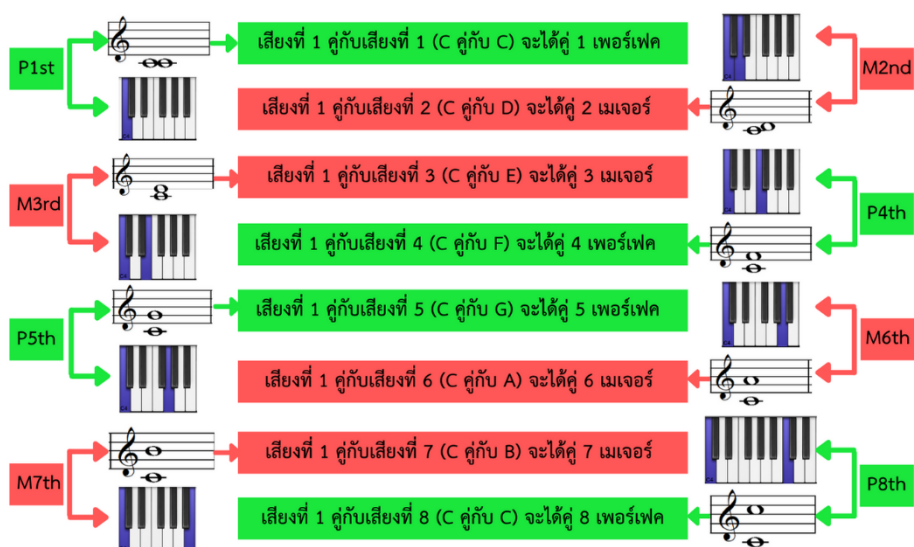 P1st
เสียงที่ 1 คู่กับเสียงที่ 1 (C คู่กับ C) จะได้คู่ 1 เพอร์เฟค
M2nd
เสียงที่ 1 คู่กับเสียงที่ 2 (C คู่กับ D) จะได้คู่ 2 เมเจอร์
M3rd
เสียงที่ 1 คู่กับเสียงที่ 3 (C คู่กับ E) จะได้คู่ 3 เมเจอร์
P4th
เสียงที่ 1 คู่กับเสียงที่ 4 (C คู่กับ F) จะได้คู่ 4 เพอร์เฟค
P5th
เสียงที่ 1 คู่กับเสียงที่ 5 (C คู่กับ G) จะได้คู่ 5 เพอร์เฟค
M6th
เสียงที่ 1 คู่กับเสียงที่ 6 (C คู่กับ A) จะได้คู่ 6 เมเจอร์
M7th
เสียงที่ 1 คู่กับเสียงที่ 7 (C คู่กับ B) จะได้คู่ 7 เมเจอร์
P8th
เสียงที่ 1 คู่กับเสียงที่ 8 (C คู่กับ C) จะได้คู่ 8 เพอร์เฟค